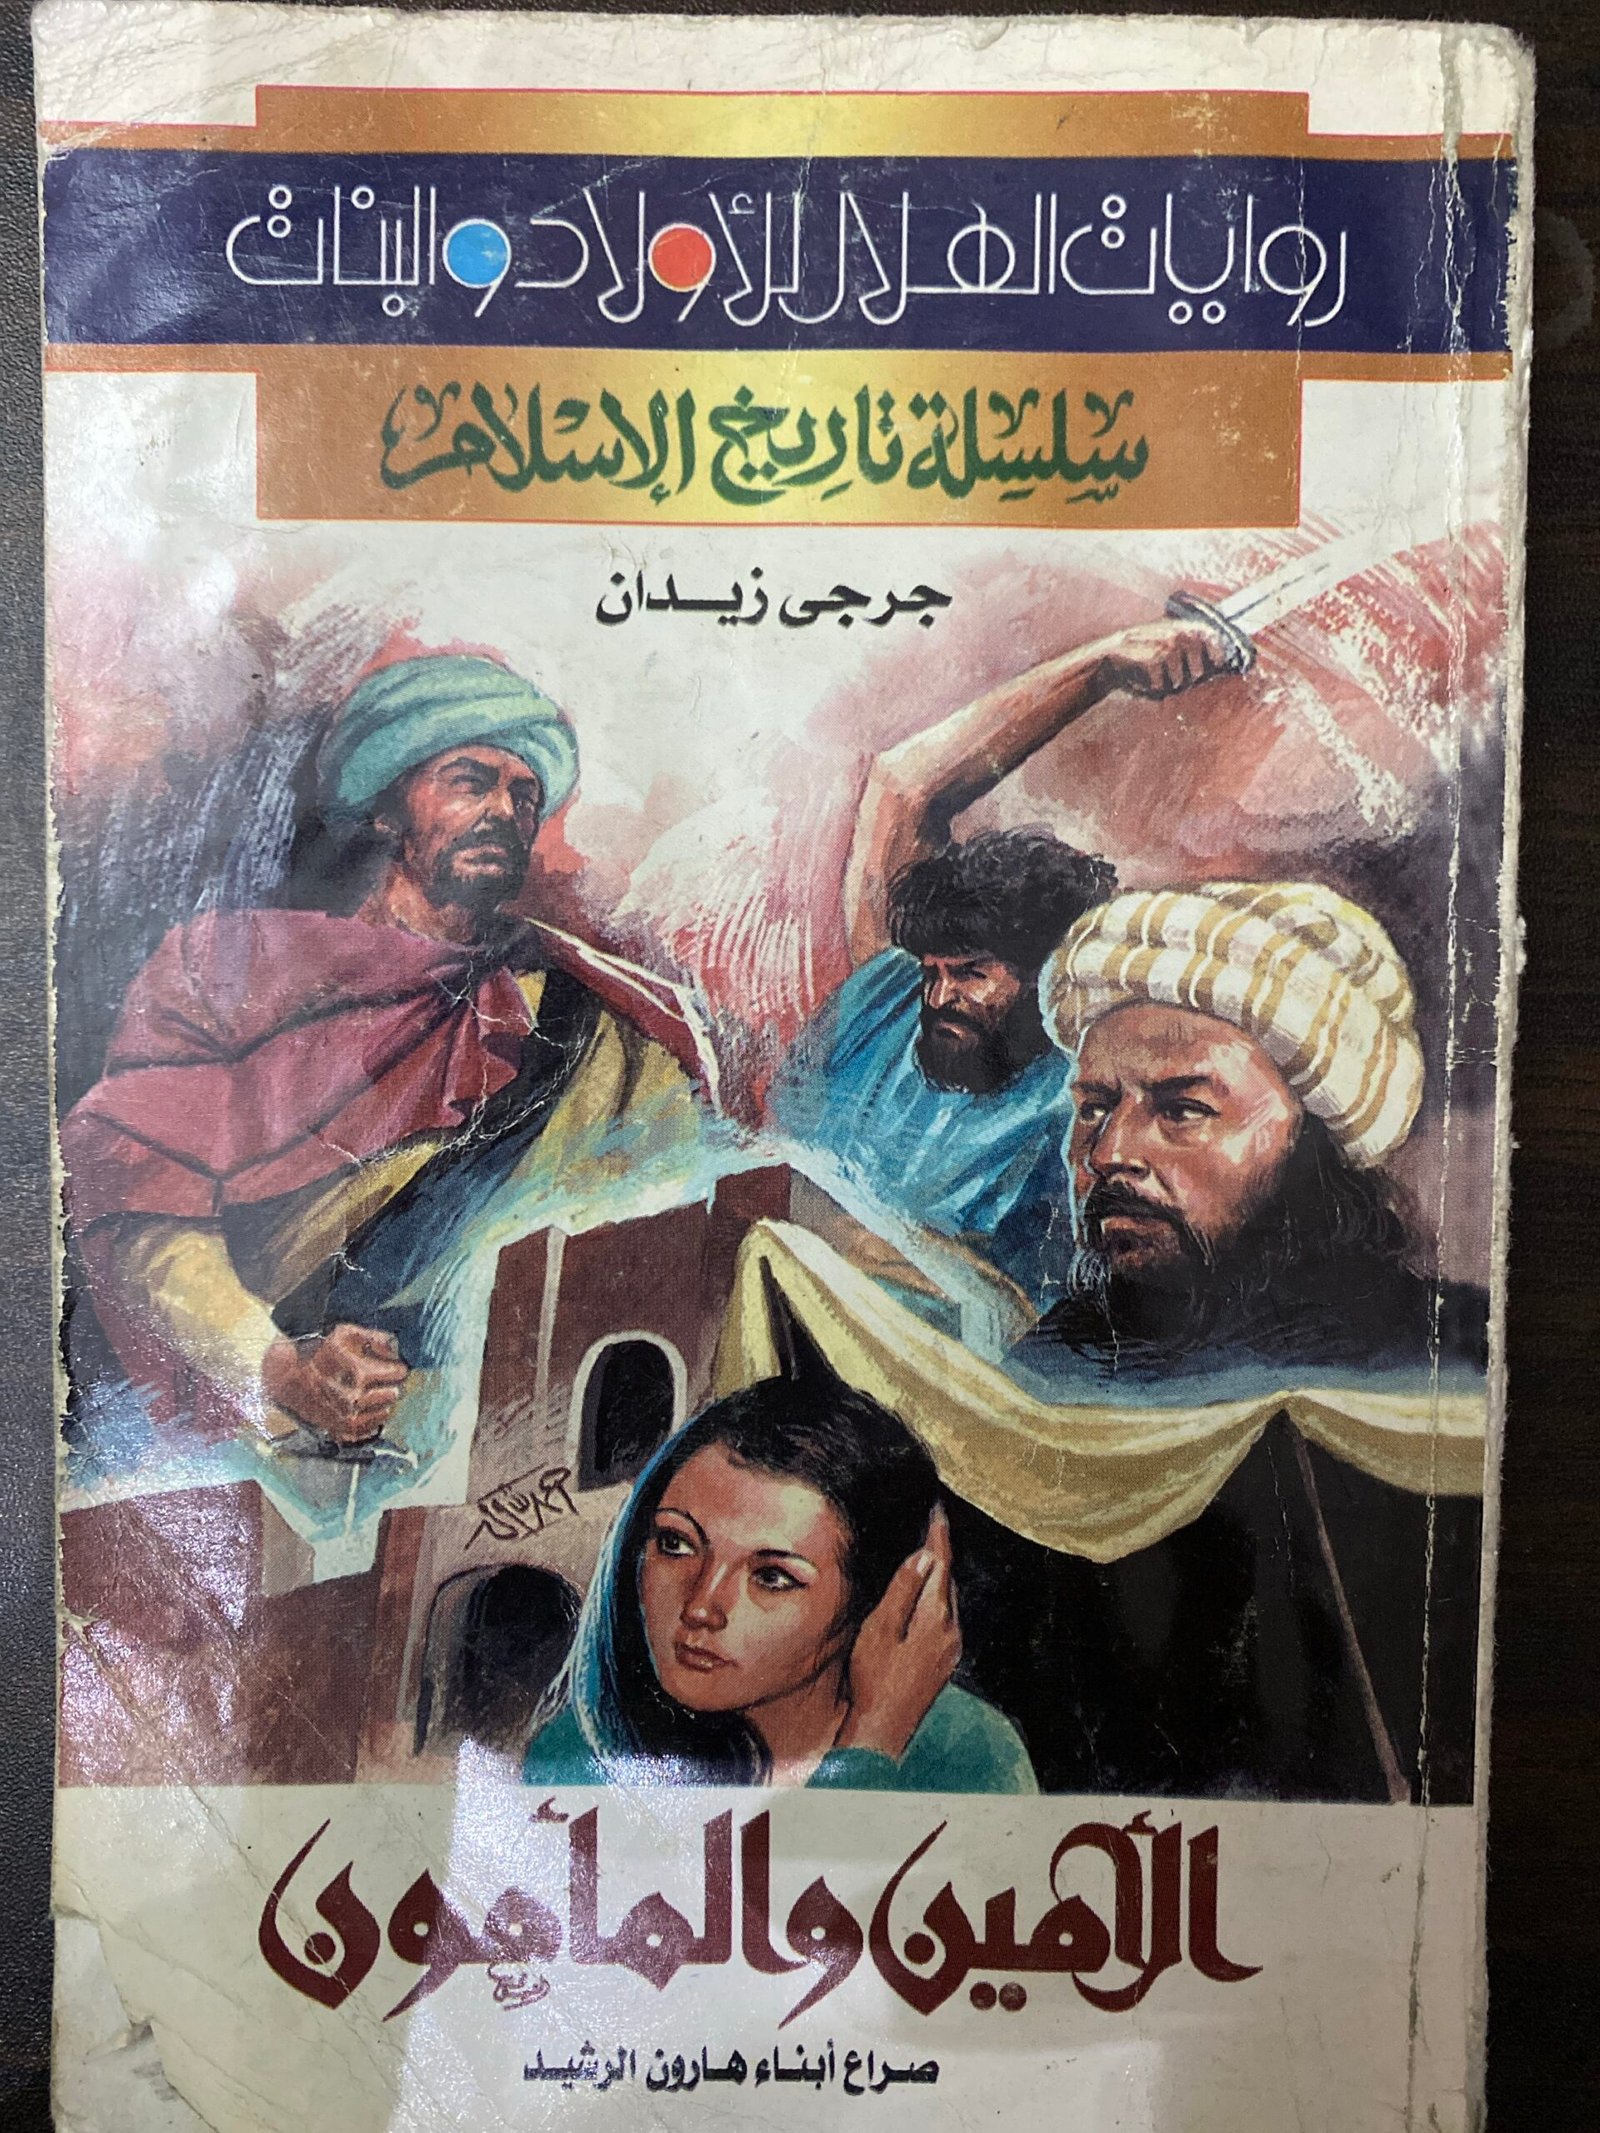 روايات الهلال للأولاد والبنات
سلسلة تاريخ الإسلام
جرجى زيدان
الأمين والمأمون
صراع أبناء هارون الرشيد